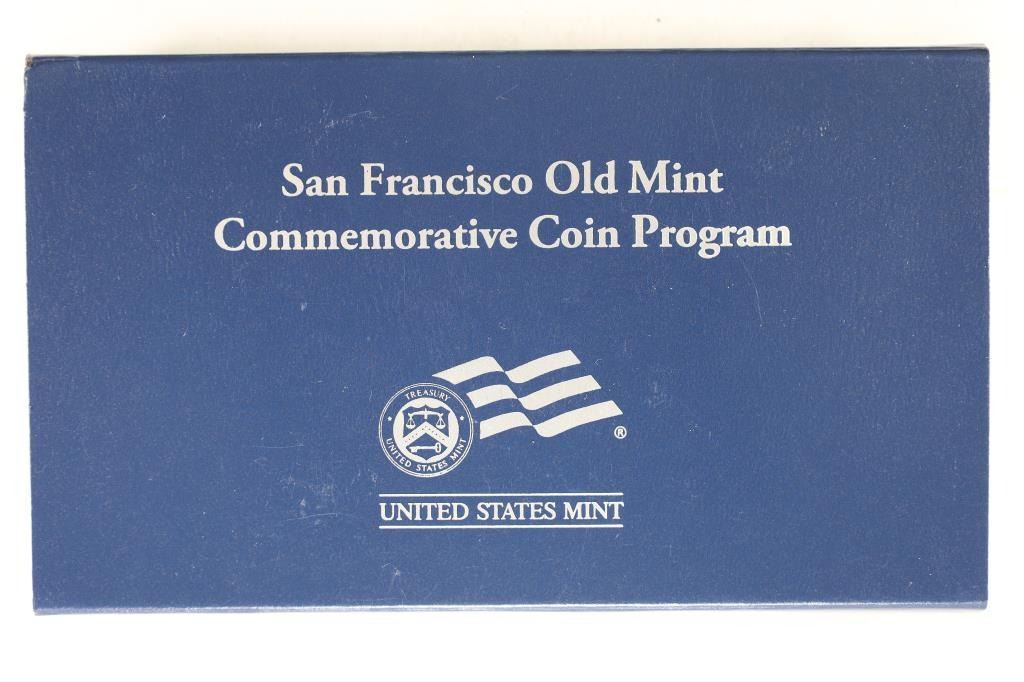 San Francisco Old Mint
Commemorative Coin Program
TREASURY
UNITED STATES MINT
®
UNITED STATES MINT